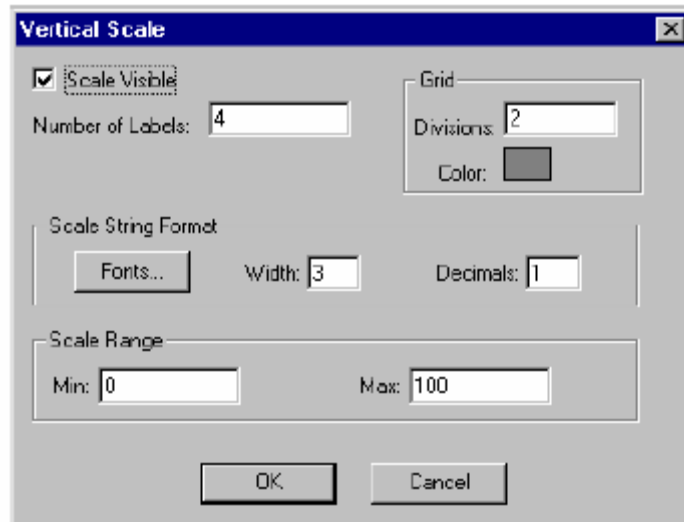 Vertical Scale
Scale Visible
Number of Labels: 4
Grid
Divisions: 2
Color:
Scale String Format
Fonts... Width: 3 Decimals: 1
Scale Range
Min: 0 Max: 100
OK Cancel